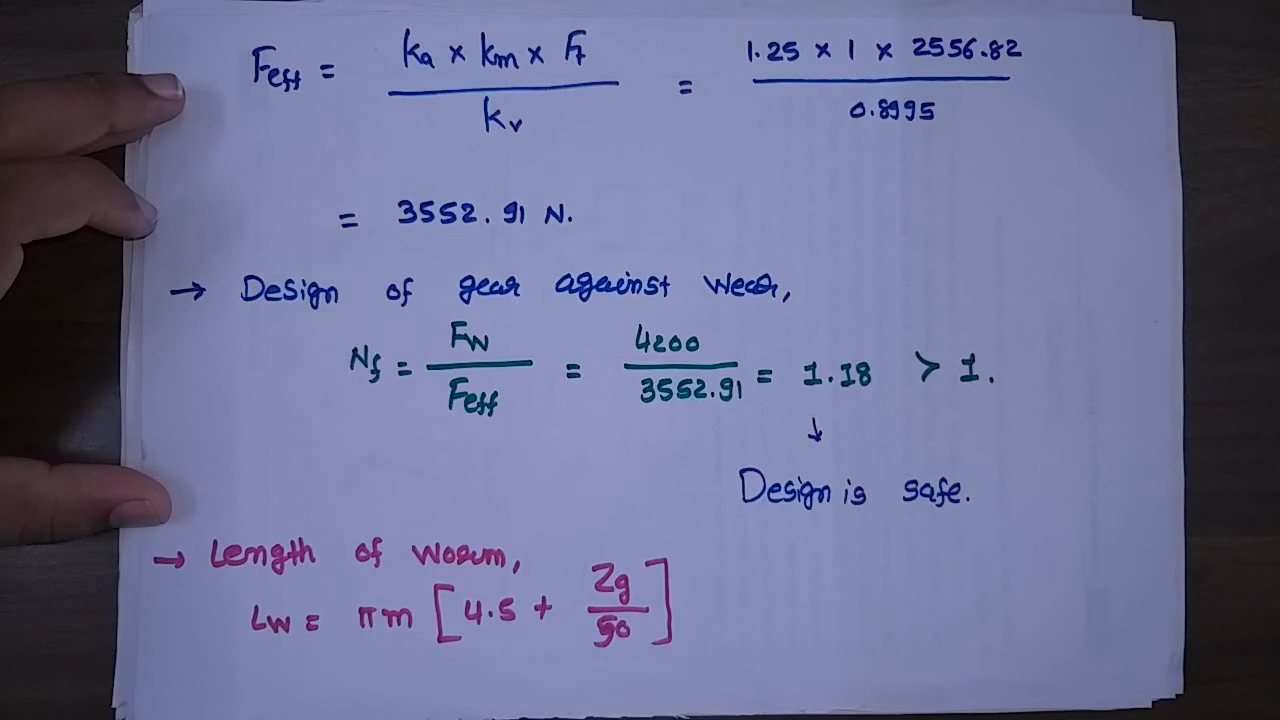 Feff = ka × km × Ft / kv = 1.25 × 1 × 2556.82 / 0.8995
= 3552.91 N.
→ Design of gear against wear,
Nf = FW / Feff = 4200 / 3552.91 = 1.18 > 1.
↓
Design is safe.
→ Length of worm,
LW = πm [4.5 + Zg / 50]